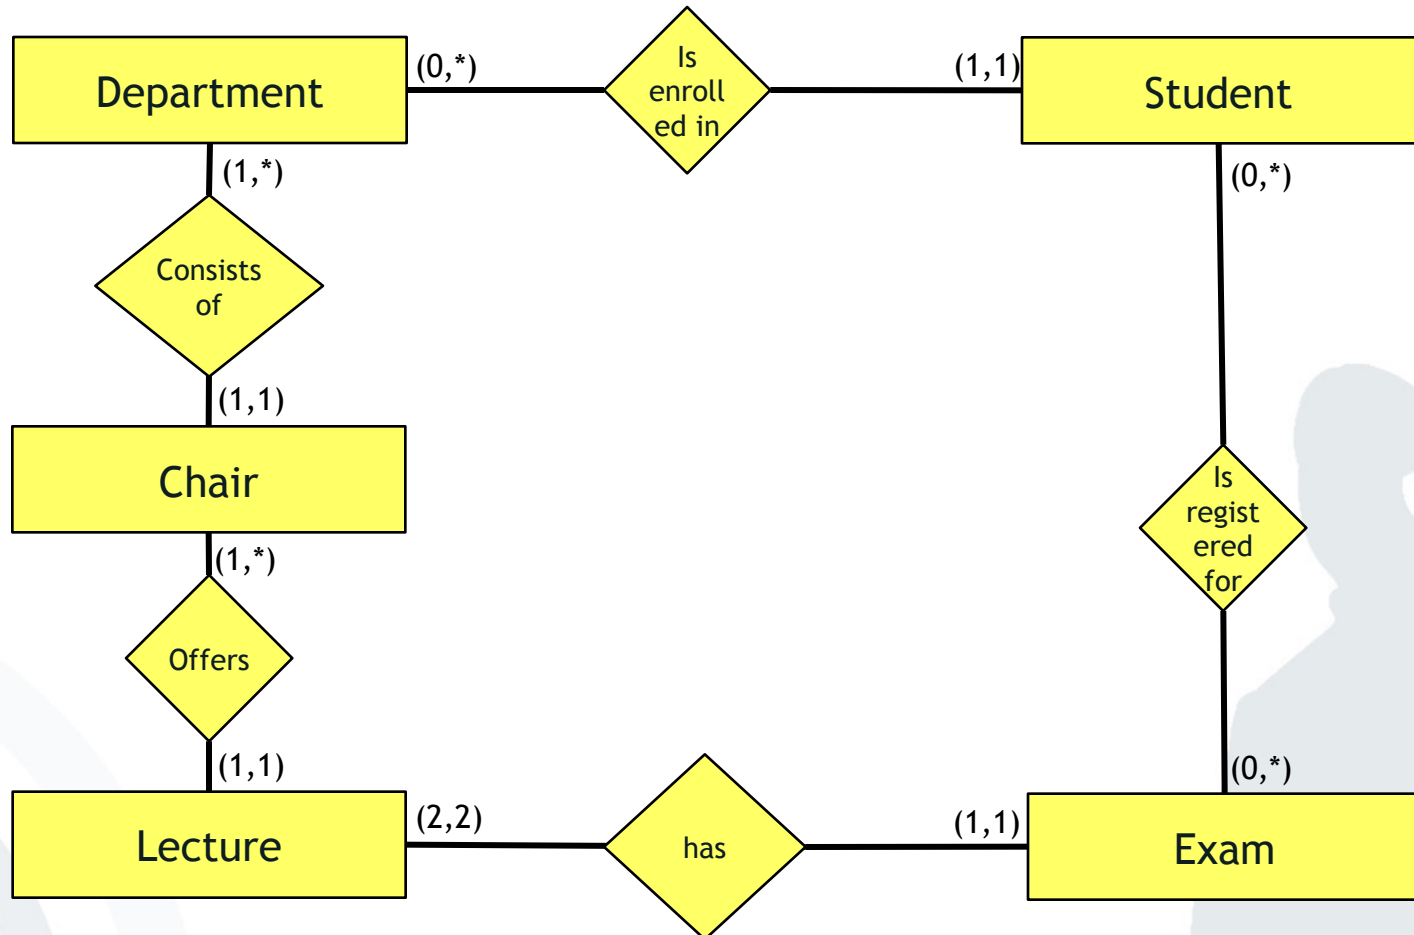 Department
(0,*)
Is
enroll
ed in
(1,1)
Student
(1,*)
(0,*)
Consists
of
(1,1)
Chair
Is
regist
ered
for
(1,*)
Offers
(1,1)
(0,*)
Lecture
(2,2)
has
(1,1)
Exam